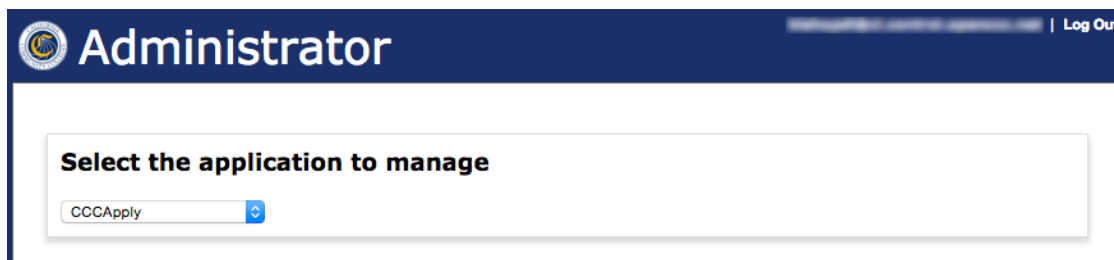 Administrator
| Log Ou
Select the application to manage
CCCApply